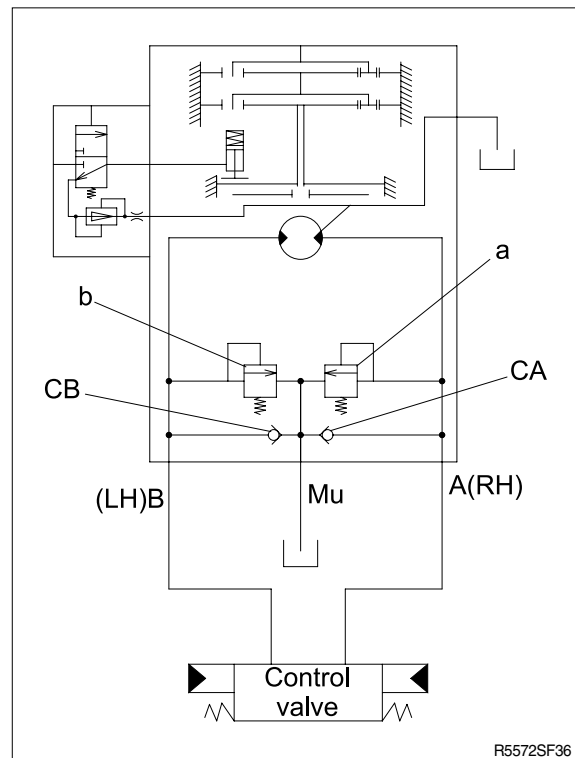 a
b
CB
CA
(LH)B
Mu
A(RH)
Control
valve
R5572SF36